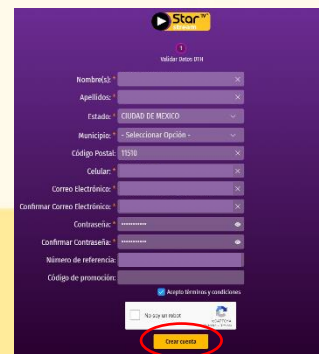 Star TV
stream
1
Validar Datos DTH
Nombre(s): *
Apellidos: *
Estado: * CIUDAD DE MEXICO
Municipio: * - Seleccionar Opción -
Código Postal: 11510
Celular: *
Correo Electrónico: *
Confirmar Correo Electrónico: *
Contraseña: * ••••••••••••
Confirmar Contraseña: * ••••••••••••
Número de referencia:
Código de promoción:
Acepto términos y condiciones
No soy un robot
reCAPTCHA
Crear cuenta